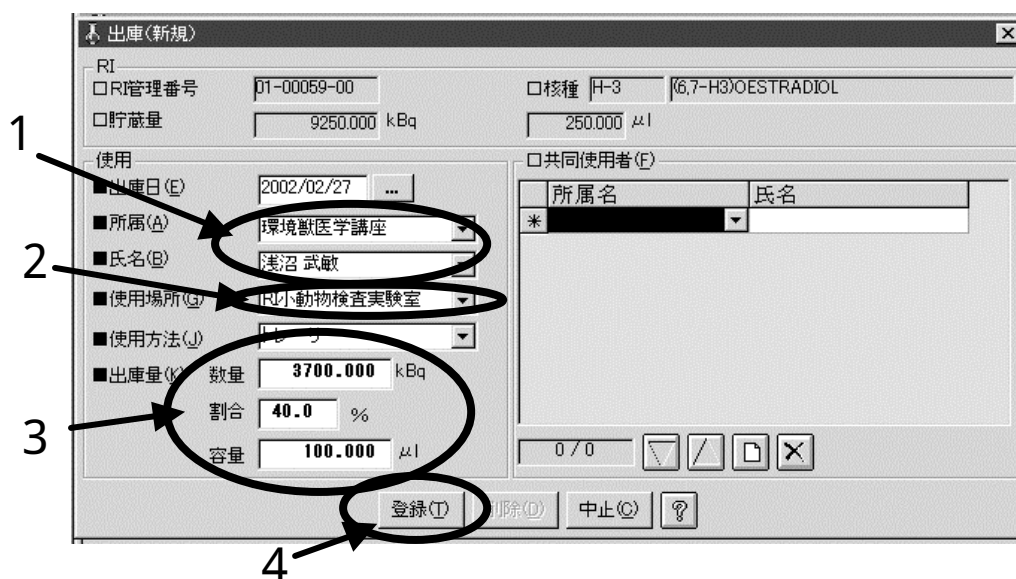 出庫(新規)
RI
□RI管理番号 01-00059-00 □核種 H-3 (6,7-H3)OESTRADIOL
□貯蔵量 9250.000 kBq 250.000 μl
1
使用 □共同使用者(F)
■出庫日(E) 2002/02/27 ... 所属名 氏名
■所属(A) 環境獣医学講座
2
■氏名(B) 浅沼 武敏
■使用場所(G) RI小動物検査実験室
■使用方法(J)
■出庫量(K) 数量 3700.000 kBq
3
割合 40.0 %
容量 100.000 μl 0/0
登録(T) 削除(D) 中止(C) ?
4